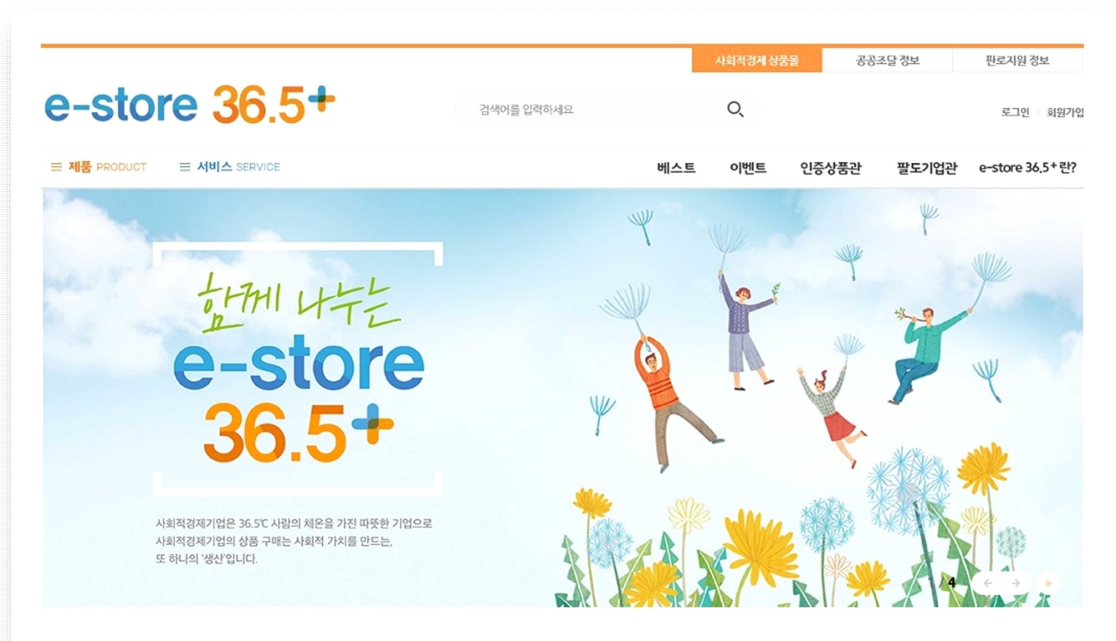 사회적경제 상품몰 공공조달 정보 판로지원 정보
e-store 36.5+
검색어를 입력하세요
로그인 회원가입
제품 PRODUCT 서비스 SERVICE 베스트 이벤트 인증상품관 팔도기업관 e-store 36.5+란?
함께 나누는
e-store
36.5+
사회적경제기업은 36.5℃ 사람의 체온을 가진 따뜻한 기업으로
사회적경제기업의 상품 구매는 사회적 가치를 만드는,
또 하나의 '생산'입니다.
4